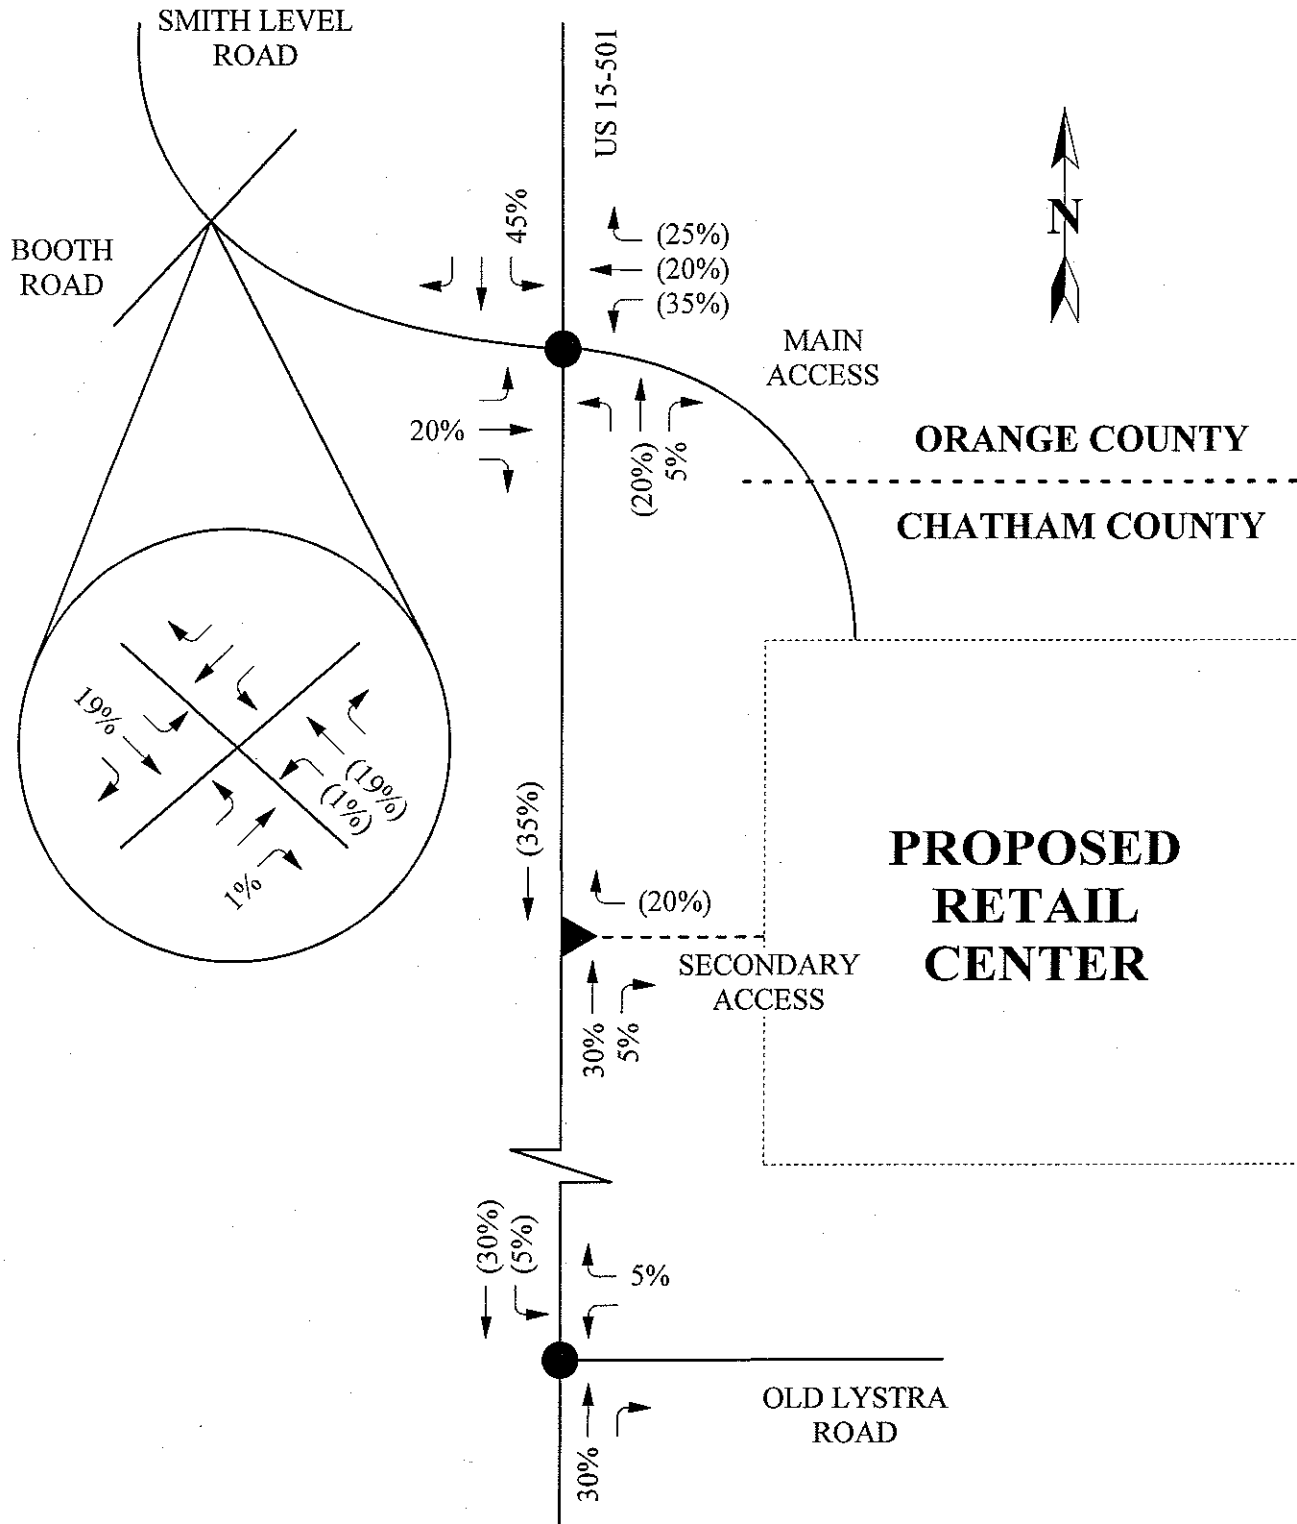 SMITH LEVEL
ROAD
US 15-501
N
BOOTH
ROAD
45%
(25%)
(20%)
(35%)
MAIN
ACCESS
20%
(20%)
5%
ORANGE COUNTY
CHATHAM COUNTY
19%
(19%)
(1%)
1%
(35%)
(20%)
SECONDARY
ACCESS
30%
5%
PROPOSED
RETAIL
CENTER
(30%)
(5%)
5%
OLD LYSTRA
ROAD
30%